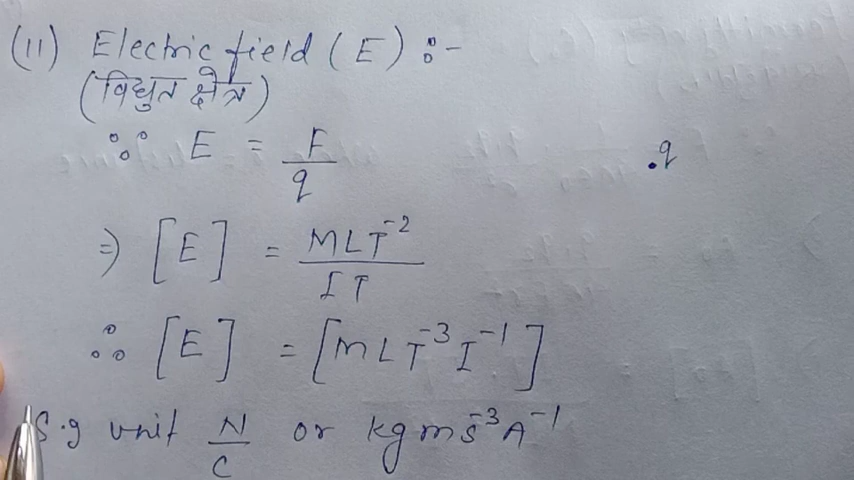 (11) Electric field (E) :-
(विधुत क्षेत्र)
∵ E = F/q
.q
⇒ [E] = MLT⁻²/IT
∴ [E] = [MLT⁻³I⁻¹]
S.g unit N/C or kgms⁻³A⁻¹